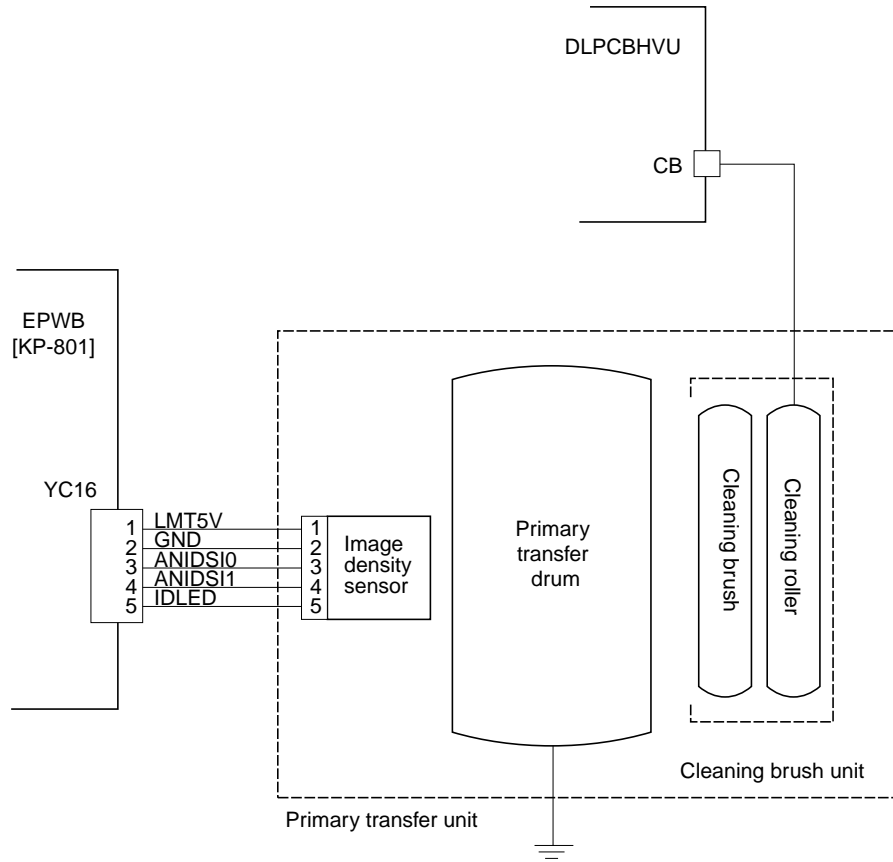 DLPCBHVU
CB
EPWB
[KP-801]
YC16
1 LMT5V 1
2 GND 2
3 ANIDSI0 3
4 ANIDSI1 4
5 IDLED 5
Image
density
sensor
Primary
transfer
drum
Cleaning brush
Cleaning roller
Cleaning brush unit
Primary transfer unit